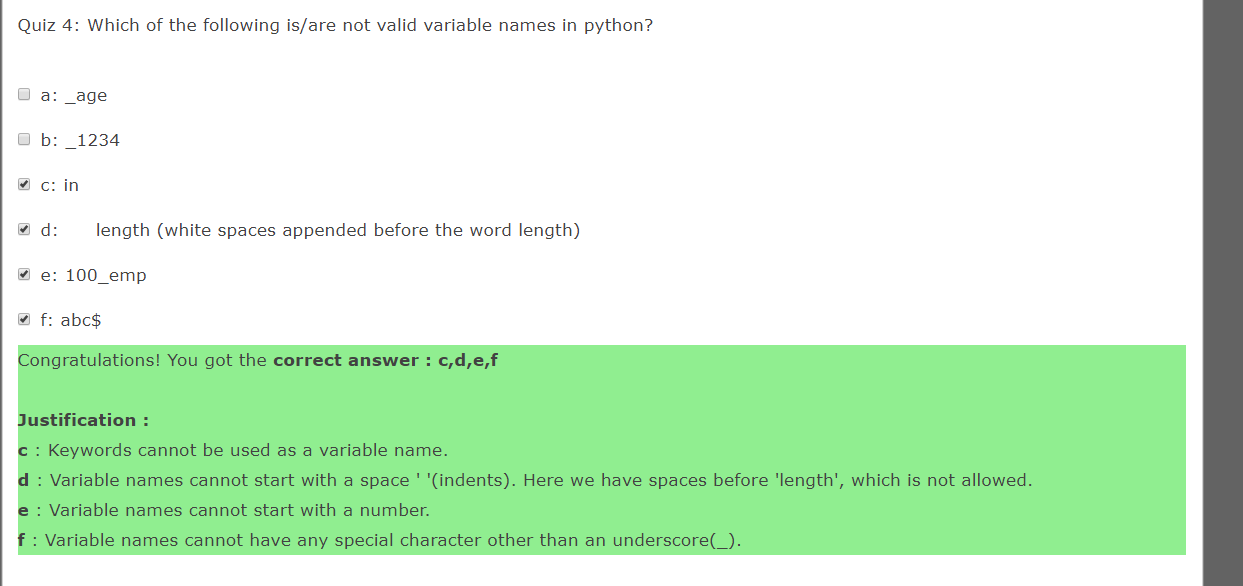 Quiz 4: Which of the following is/are not valid variable names in python?
a: _age
b: _1234
c: in
d:      length (white spaces appended before the word length)
e: 100_emp
f: abc$
Congratulations! You got the correct answer : c,d,e,f
Justification :
c : Keywords cannot be used as a variable name.
d : Variable names cannot start with a space ' '(indents). Here we have spaces before 'length', which is not allowed.
e : Variable names cannot start with a number.
f : Variable names cannot have any special character other than an underscore(_).